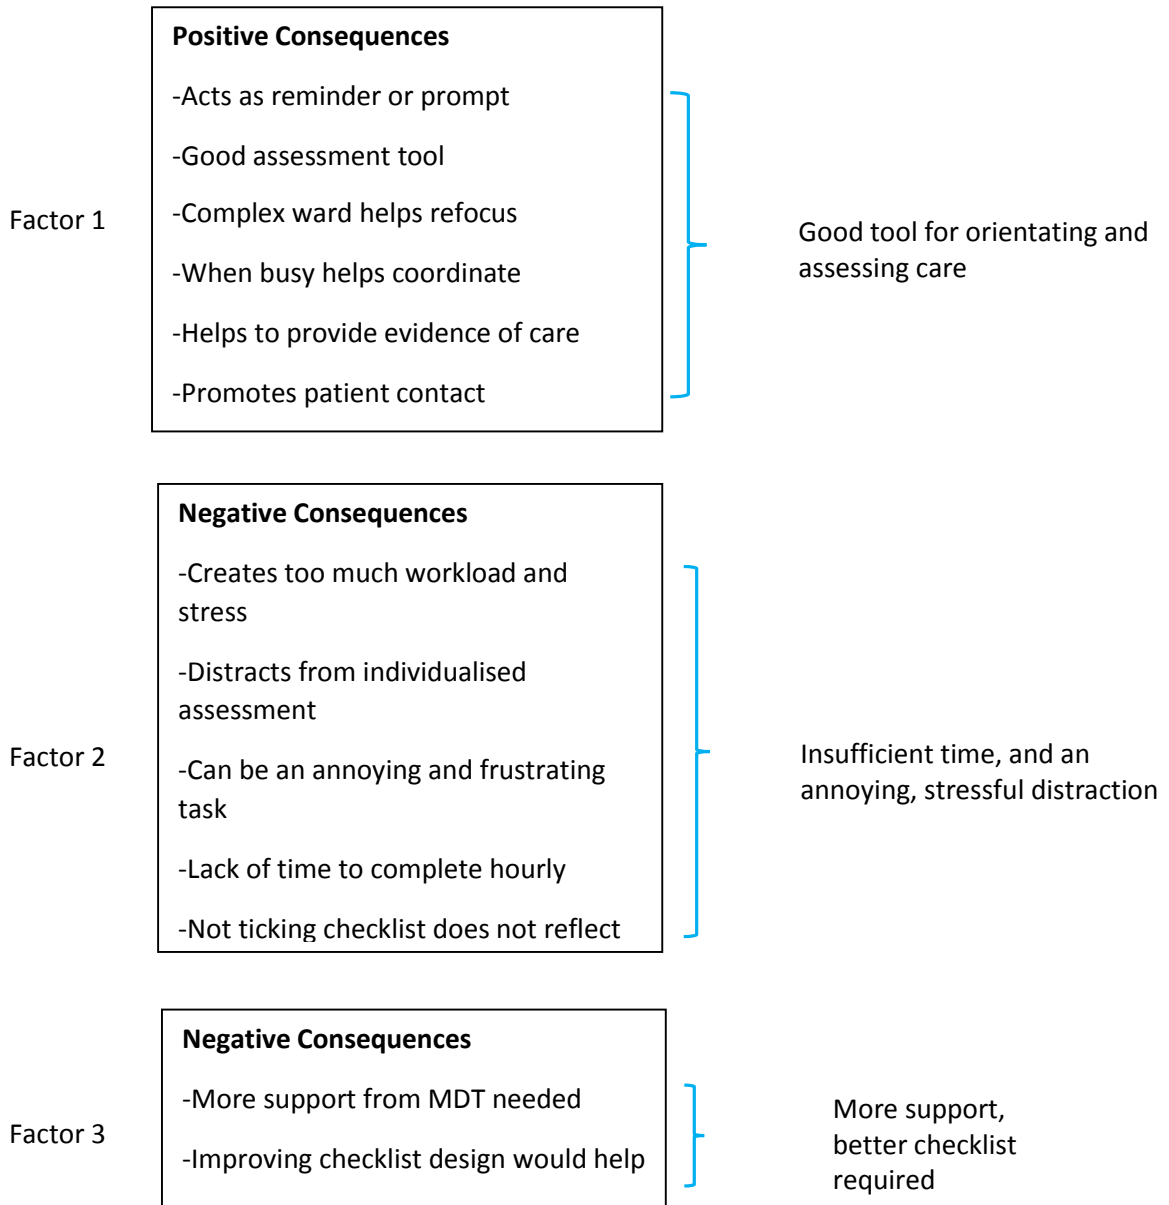 Positive Consequences
-Acts as reminder or prompt
-Good assessment tool
Factor 1
-Complex ward helps refocus
-When busy helps coordinate
-Helps to provide evidence of care
-Promotes patient contact
Good tool for orientating and
assessing care
Negative Consequences
-Creates too much workload and
stress
-Distracts from individualised
assessment
Factor 2
-Can be an annoying and frustrating
task
-Lack of time to complete hourly
-Not ticking checklist does not reflect
Insufficient time, and an
annoying, stressful distraction
Negative Consequences
-More support from MDT needed
Factor 3
-Improving checklist design would help
More support,
better checklist
required